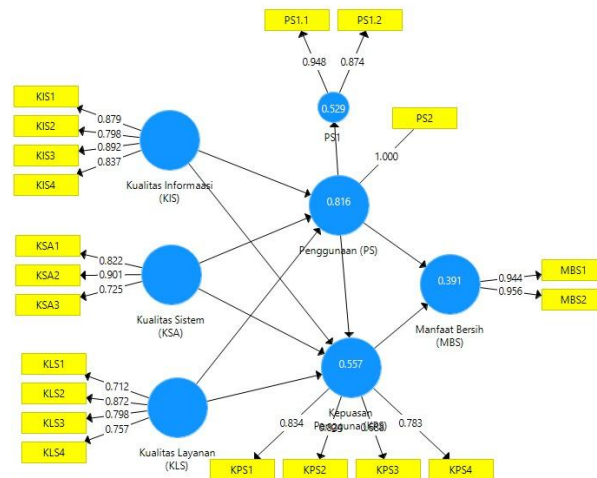 PS1.1
PS1.2
0.948
0.874
0.529
PS1
PS2
1.000
KIS1
KIS2
KIS3
KIS4
0.879
0.798
0.892
0.837
Kualitas Informaasi
(KIS)
0.816
Penggunaan (PS)
KSA1
KSA2
KSA3
0.822
0.901
0.725
Kualitas Sistem
(KSA)
0.391
Manfaat Bersih
(MBS)
0.944
0.956
MBS1
MBS2
KLS1
KLS2
KLS3
KLS4
0.712
0.872
0.798
0.757
Kualitas Layanan
(KLS)
0.557
Kepuasan
Pengguna (KPS)
0.834
0.783
KPS1
KPS2
KPS3
KPS4